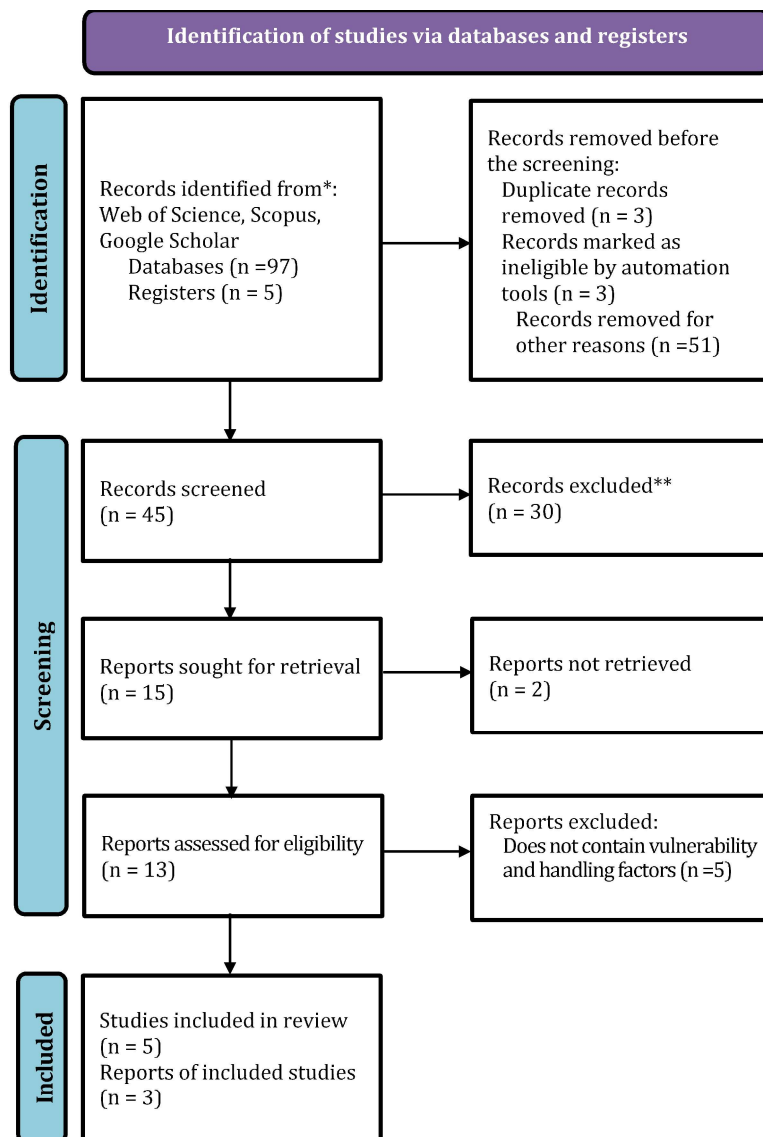 Identification of studies via databases and registers
Identification
Records identified from*:
Web of Science, Scopus,
Google Scholar
Databases (n =97)
Registers (n = 5)
Records removed before
the screening:
Duplicate records
removed (n = 3)
Records marked as
ineligible by automation
tools (n = 3)
Records removed for
other reasons (n =51)
Screening
Records screened
(n = 45)
Records excluded**
(n = 30)
Reports sought for retrieval
(n = 15)
Reports not retrieved
(n = 2)
Reports assessed for eligibility
(n = 13)
Reports excluded:
Does not contain vulnerability
and handling factors (n =5)
Included
Studies included in review
(n = 5)
Reports of included studies
(n = 3)